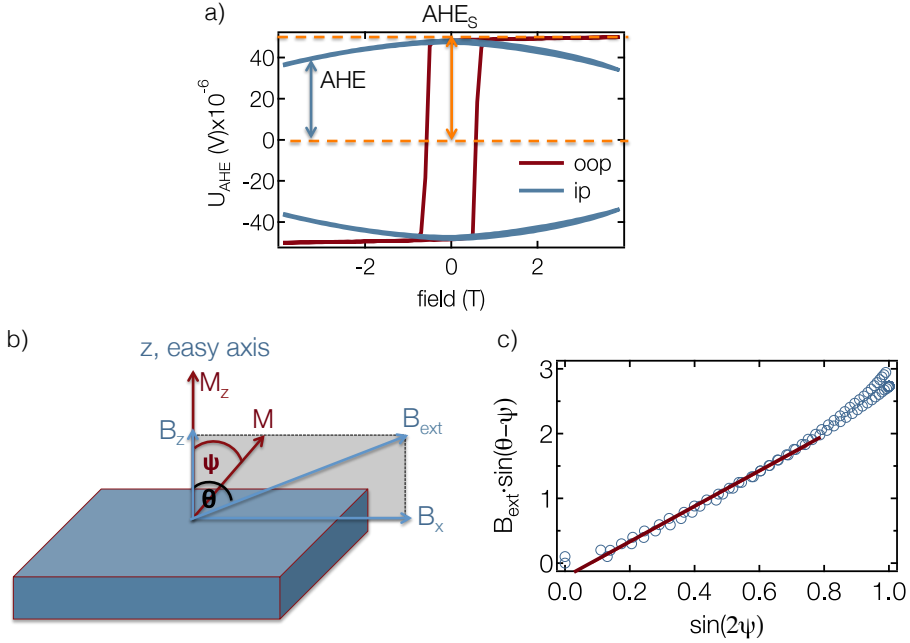 a)
AHE_S
40
20
0
-20
-40
U_AHE (V)x10^-6
AHE
oop
ip
-2
0
2
field (T)
b)
z, easy axis
M_z
B_z
M
B_ext
ψ
θ
B_x
c)
3
2
1
0
B_ext·sin(θ-ψ)
0.0
0.2
0.4
0.6
0.8
1.0
sin(2ψ)